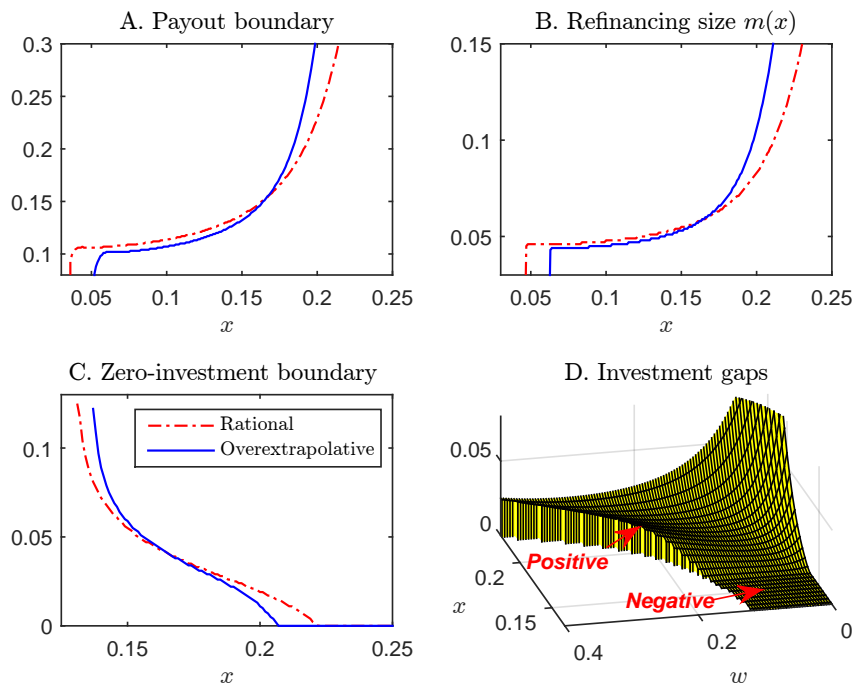 A. Payout boundary
0.3
0.25
0.2
0.15
0.1
0.05
0.1
0.15
0.2
0.25
x
B. Refinancing size m(x)
0.15
0.1
0.05
0.05
0.1
0.15
0.2
0.25
x
C. Zero-investment boundary
0.1
0.05
0
0.15
0.2
0.25
x
Rational
Overextrapolative
D. Investment gaps
0.05
0
0.2
0.15
x
0.4
0.2
0
w
Positive
Negative